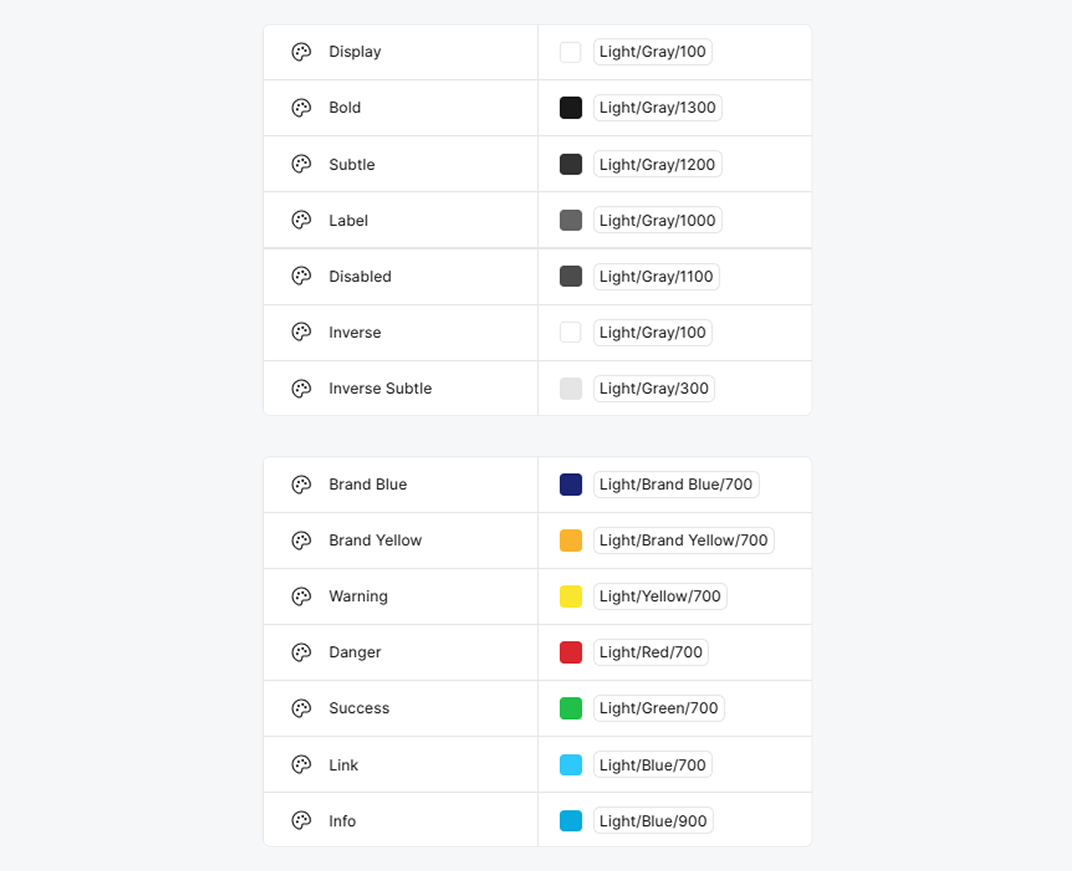 Display Light/Gray/100
Bold Light/Gray/1300
Subtle Light/Gray/1200
Label Light/Gray/1000
Disabled Light/Gray/1100
Inverse Light/Gray/100
Inverse Subtle Light/Gray/300
Brand Blue Light/Brand Blue/700
Brand Yellow Light/Brand Yellow/700
Warning Light/Yellow/700
Danger Light/Red/700
Success Light/Green/700
Link Light/Blue/700
Info Light/Blue/900